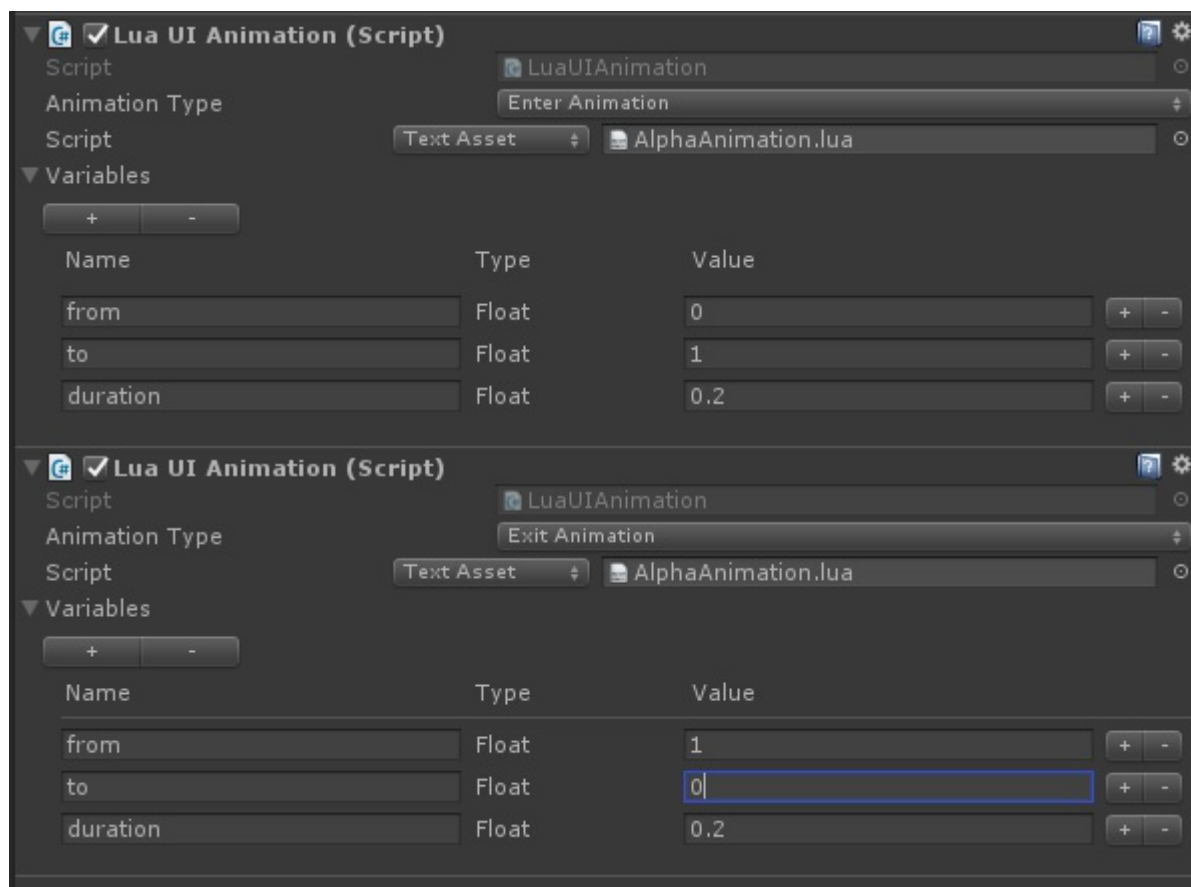 Lua UI Animation (Script)
Script LuaUIAnimation
Animation Type Enter Animation
Script Text Asset AlphaAnimation.lua
Variables
+ -
Name Type Value
from Float 0 + -
to Float 1 + -
duration Float 0.2 + -
Lua UI Animation (Script)
Script LuaUIAnimation
Animation Type Exit Animation
Script Text Asset AlphaAnimation.lua
Variables
+ -
Name Type Value
from Float 1 + -
to Float 0 + -
duration Float 0.2 + -